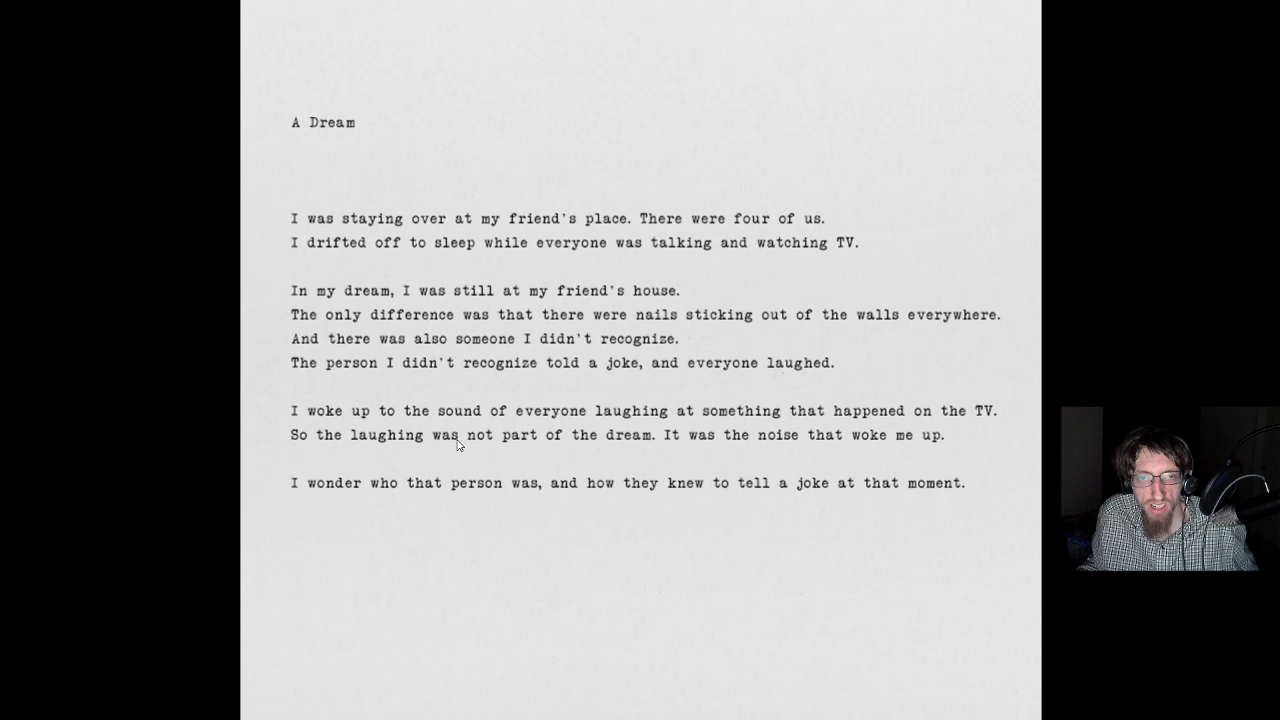 A Dream
I was staying over at my friend's place. There were four of us.
I drifted off to sleep while everyone was talking and watching TV.
In my dream, I was still at my friend's house.
The only difference was that there were nails sticking out of the walls everywhere.
And there was also someone I didn't recognize.
The person I didn't recognize told a joke, and everyone laughed.
I woke up to the sound of everyone laughing at something that happened on the TV.
So the laughing was not part of the dream. It was the noise that woke me up.
I wonder who that person was, and how they knew to tell a joke at that moment.